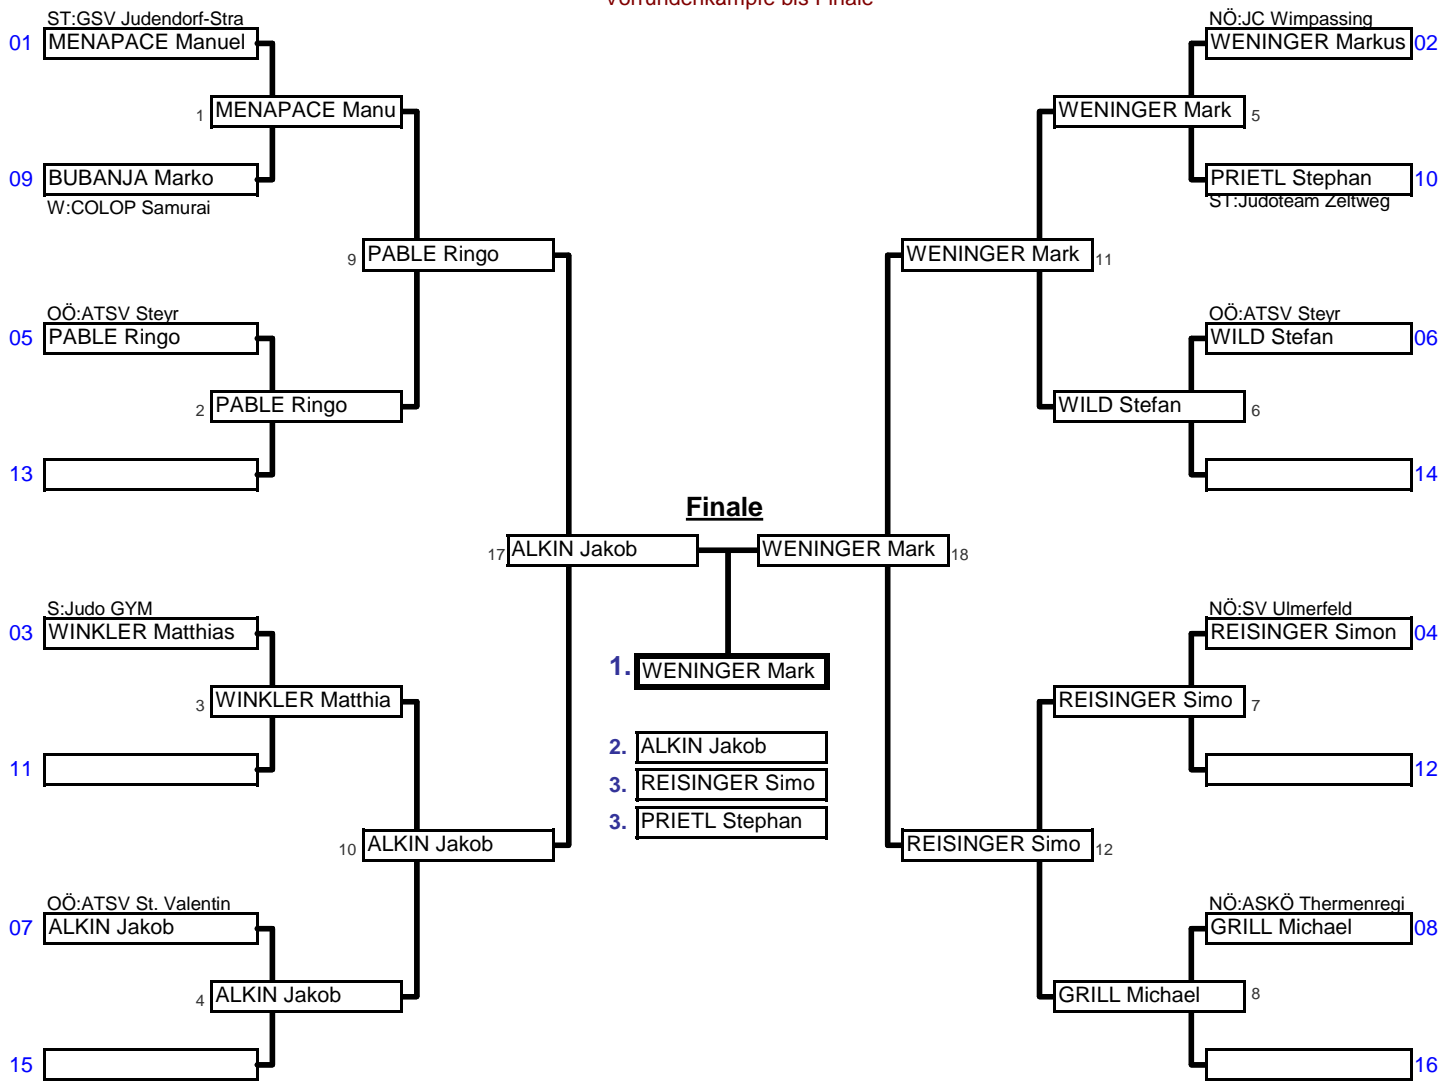 Vorrundenkämpfe bis Finale
ST:GSV Judendorf-Stra
01 MENAPACE Manuel
1 MENAPACE Manu
09 BUBANJA Marko
W:COLOP Samurai
9 PABLE Ringo
OÖ:ATSV Steyr
05 PABLE Ringo
2 PABLE Ringo
13
17 ALKIN Jakob
S:Judo GYM
03 WINKLER Matthias
3 WINKLER Matthia
11
10 ALKIN Jakob
OÖ:ATSV St. Valentin
07 ALKIN Jakob
4 ALKIN Jakob
15
Finale
1. WENINGER Mark
2. ALKIN Jakob
3. REISINGER Simo
3. PRIETL Stephan
NÖ:JC Wimpassing
WENINGER Markus 02
WENINGER Mark 5
PRIETL Stephan 10
ST:Judoteam Zeltweg
WENINGER Mark 11
OÖ:ATSV Steyr
WILD Stefan 06
WILD Stefan 6
14
WENINGER Mark 18
NÖ:SV Ulmerfeld
REISINGER Simon 04
REISINGER Simo 7
12
REISINGER Simo 12
NÖ:ASKÖ Thermenregi
GRILL Michael 08
GRILL Michael 8
16